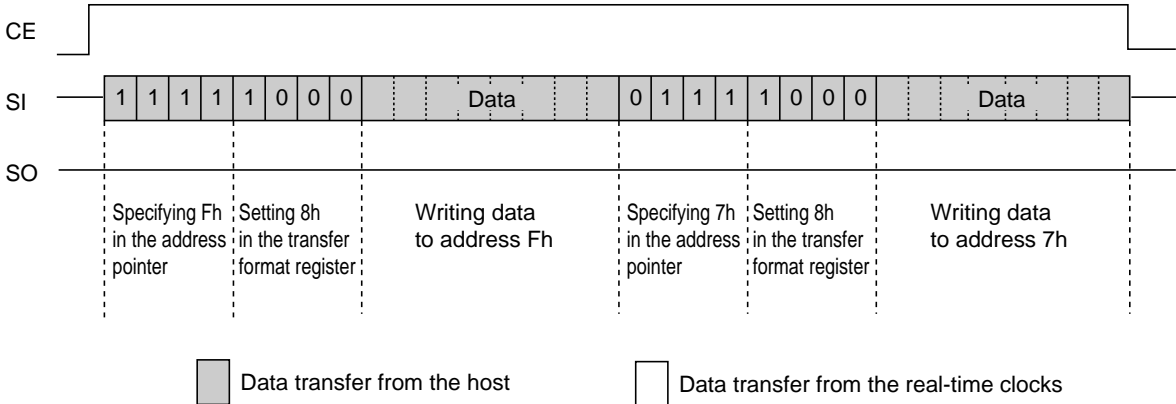 CE
SI
1 1 1 1 1 0 0 0 Data 0 1 1 1 1 0 0 0 Data
SO
Specifying Fh
in the address
pointer
Setting 8h
in the transfer
format register
Writing data
to address Fh
Specifying 7h
in the address
pointer
Setting 8h
in the transfer
format register
Writing data
to address 7h
Data transfer from the host
Data transfer from the real-time clocks